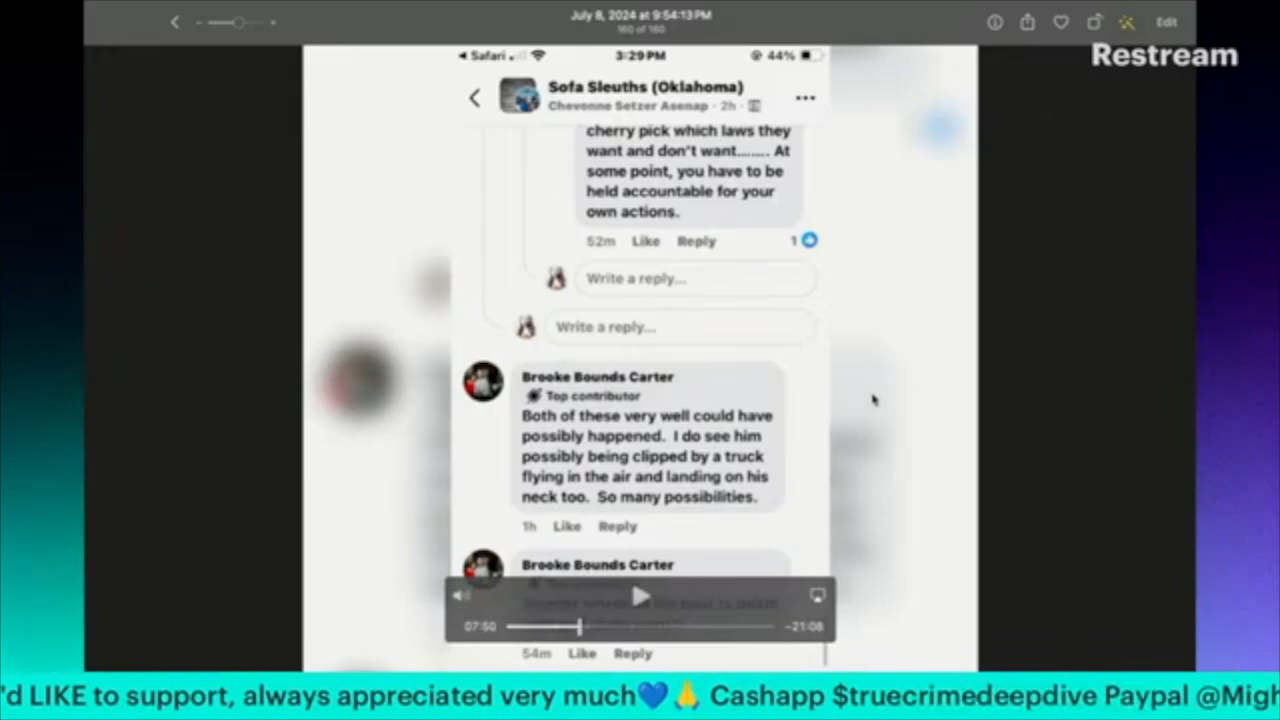 July 8, 2024 at 9:54:13 PM
160 of 160
Edit
Restream
Safari
3:29 PM
44%
Sofa Sleuths (Oklahoma)
Chevonne Setzer Asenap · 2h
cherry pick which laws they
want and don't want........ At
some point, you have to be
held accountable for your
own actions.
52m Like Reply 1
Write a reply...
Write a reply...
Brooke Bounds Carter
Top contributor
Both of these very well could have
possibly happened. I do see him
possibly being clipped by a truck
flying in the air and landing on his
neck too. So many possibilities.
1h Like Reply
Brooke Bounds Carter
07:50 -21:08
54m Like Reply
'd LIKE to support, always appreciated very much💙🙏 Cashapp $truecrimedeepdive Paypal @Migh